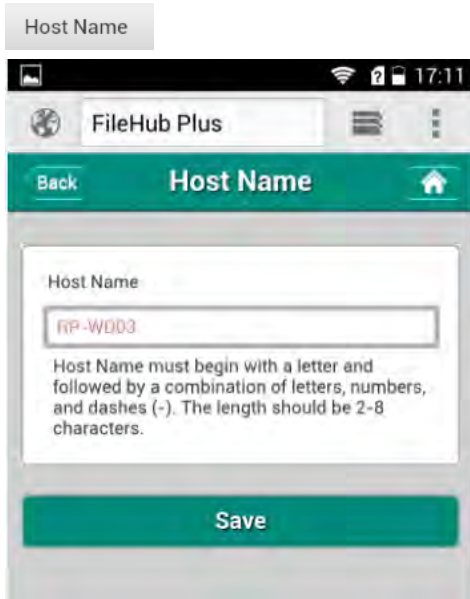 Host Name
17:11
FileHub Plus
Back Host Name
Host Name
RP-WD03
Host Name must begin with a letter and
followed by a combination of letters, numbers,
and dashes (-). The length should be 2-8
characters.
Save